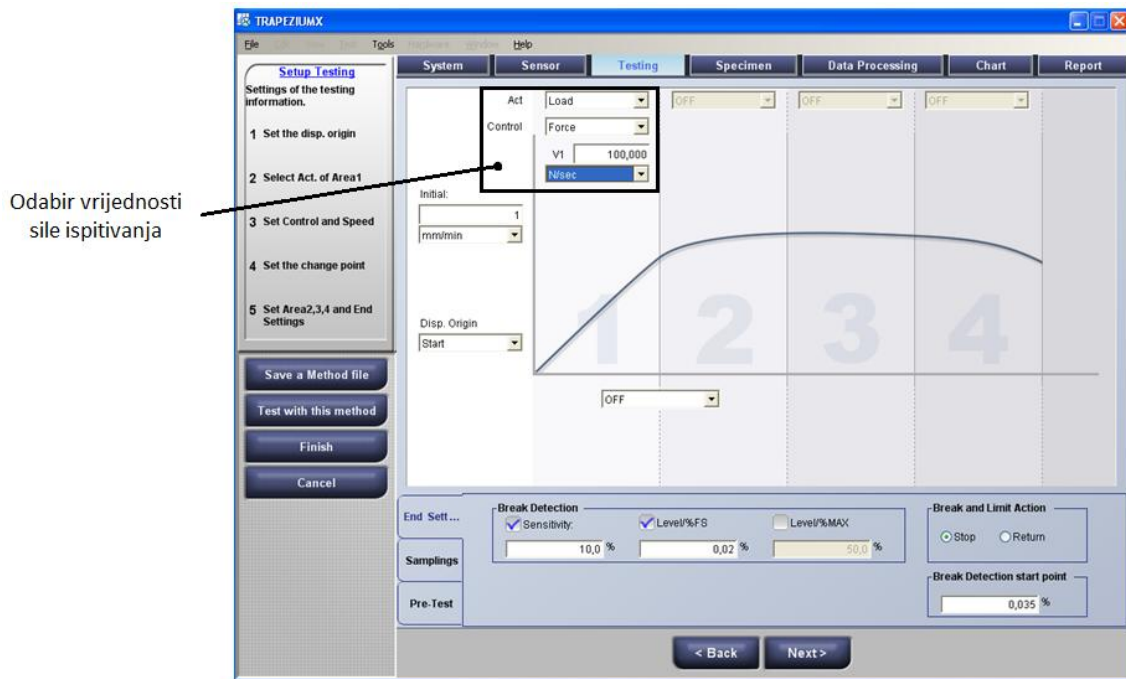 TRAPEZIUMX
File Edit View Test Tools Hardware Window Help
Setup Testing
Settings of the testing
information.
1 Set the disp. origin
2 Select Act. of Area1
3 Set Control and Speed
4 Set the change point
5 Set Area2,3,4 and End
Settings
Save a Method file
Test with this method
Finish
Cancel
Odabir vrijednosti
sile ispitivanja
System Sensor Testing Specimen Data Processing Chart Report
Act Load OFF OFF OFF
Control Force
V1 100,000
N/sec
Initial:
1
mm/min
Disp. Origin
Start
1 2 3 4
OFF
End Sett...
Samplings
Pre-Test
Break Detection
Sensitivity: Level/%FS Level/%MAX
10,0 % 0,02 % 50,0 %
Break and Limit Action
Stop Return
Break Detection start point
0,035 %
< Back Next >